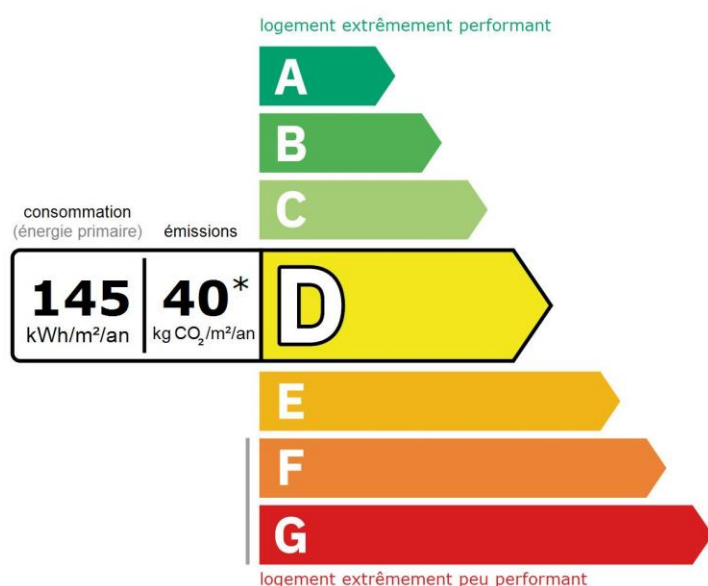 logement extrêmement performant
A
B
C
consommation
(énergie primaire)
émissions
145
kWh/m²/an
40*
kg CO₂/m²/an
D
E
F
G
logement extrêmement peu performant